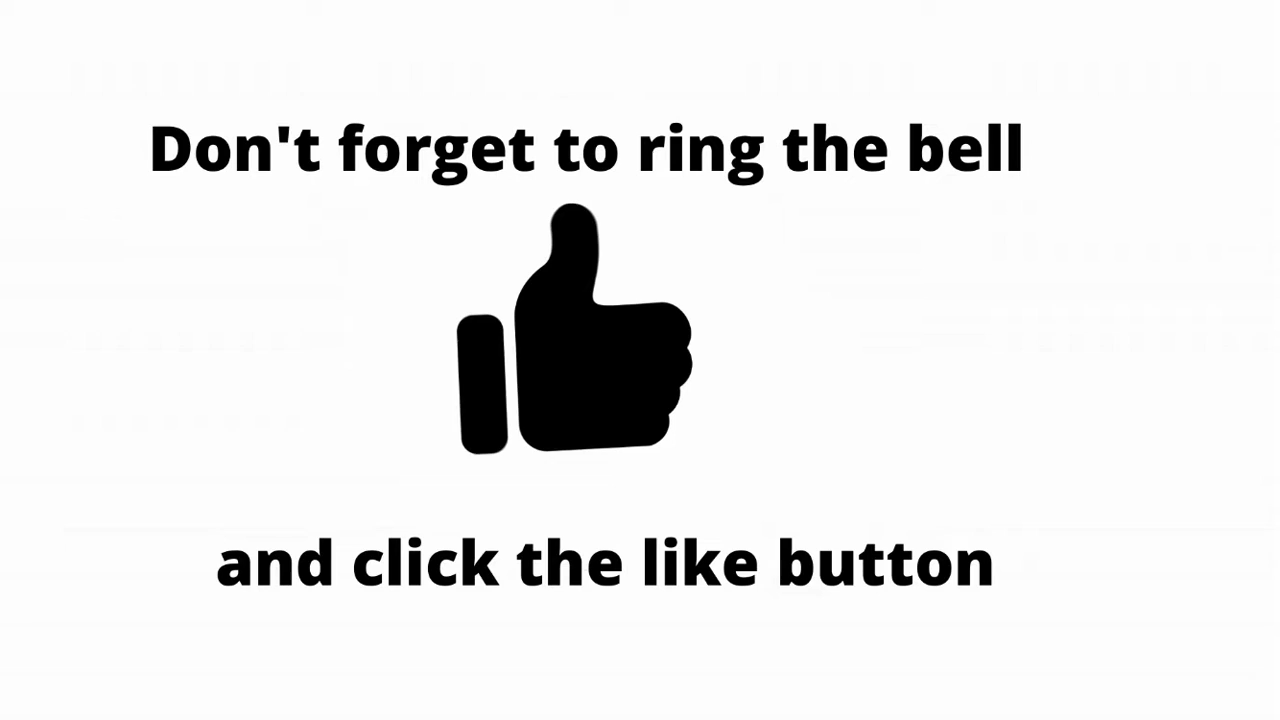 Don't forget to ring the bell
and click the like button